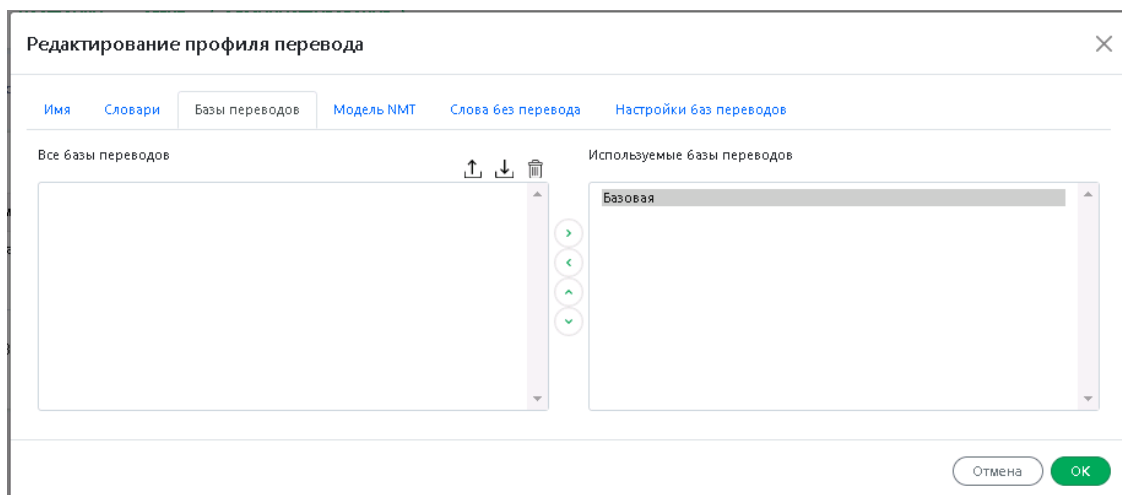 Редактирование профиля перевода
Имя Словари Базы переводов Модель NMT Слова без перевода Настройки баз переводов
Все базы переводов Используемые базы переводов
Базовая
Отмена OK